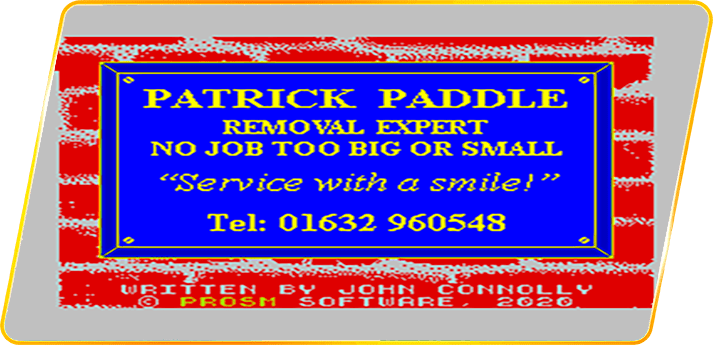 PATRICK PADDLE
REMOVAL EXPERT
NO JOB TOO BIG OR SMALL
“Service with a smile!”
Tel: 01632 960548
WRITTEN BY JOHN CONNOLLY
© PROSM SOFTWARE, 2020